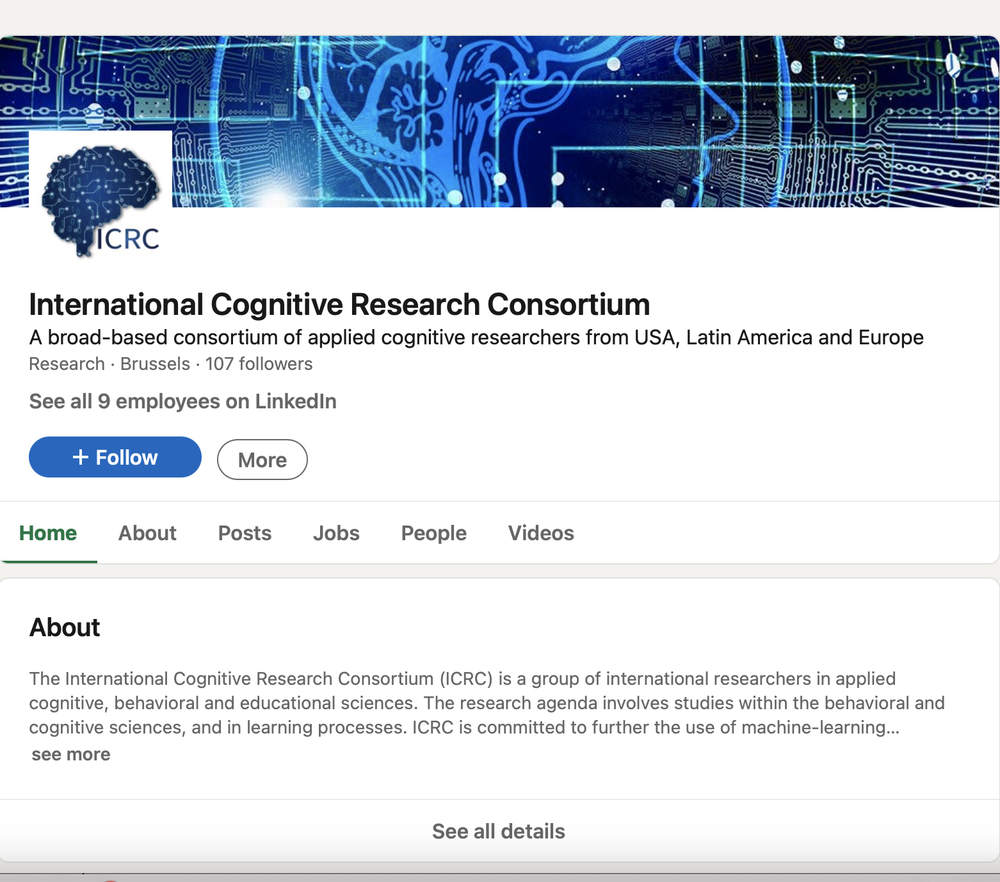 ICRC
International Cognitive Research Consortium
A broad-based consortium of applied cognitive researchers from USA, Latin America and Europe
Research · Brussels · 107 followers
See all 9 employees on LinkedIn
+ Follow More
Home About Posts Jobs People Videos
About
The International Cognitive Research Consortium (ICRC) is a group of international researchers in applied
cognitive, behavioral and educational sciences. The research agenda involves studies within the behavioral and
cognitive sciences, and in learning processes. ICRC is committed to further the use of machine-learning...
see more
See all details